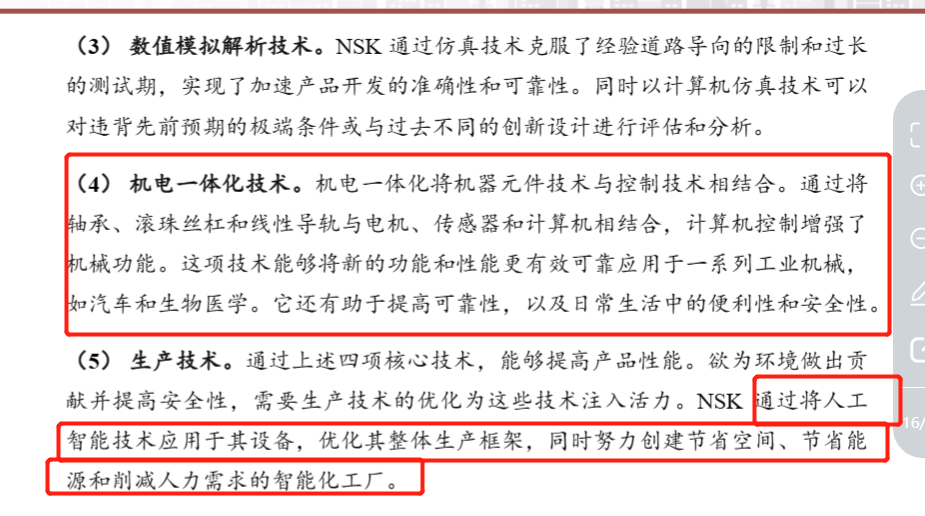 （3） 数值模拟解析技术。NSK 通过仿真技术克服了经验道路导向的限制和过长
的测试期，实现了加速产品开发的准确性和可靠性。同时以计算机仿真技术可以
对违背先前预期的极端条件或与过去不同的创新设计进行评估和分析。
（4） 机电一体化技术。机电一体化将机器元件技术与控制技术相结合。通过将
轴承、滚珠丝杠和线性导轨与电机、传感器和计算机相结合，计算机控制增强了
机械功能。这项技术能够将新的功能和性能更有效可靠应用于一系列工业机械，
如汽车和生物医学。它还有助于提高可靠性，以及日常生活中的便利性和安全性。
（5） 生产技术。通过上述四项核心技术，能够提高产品性能。欲为环境做出贡
献并提高安全性，需要生产技术的优化为这些技术注入活力。NSK 通过将人工
智能技术应用于其设备，优化其整体生产框架，同时努力创建节省空间、节省能
源和削减人力需求的智能化工厂。
16/